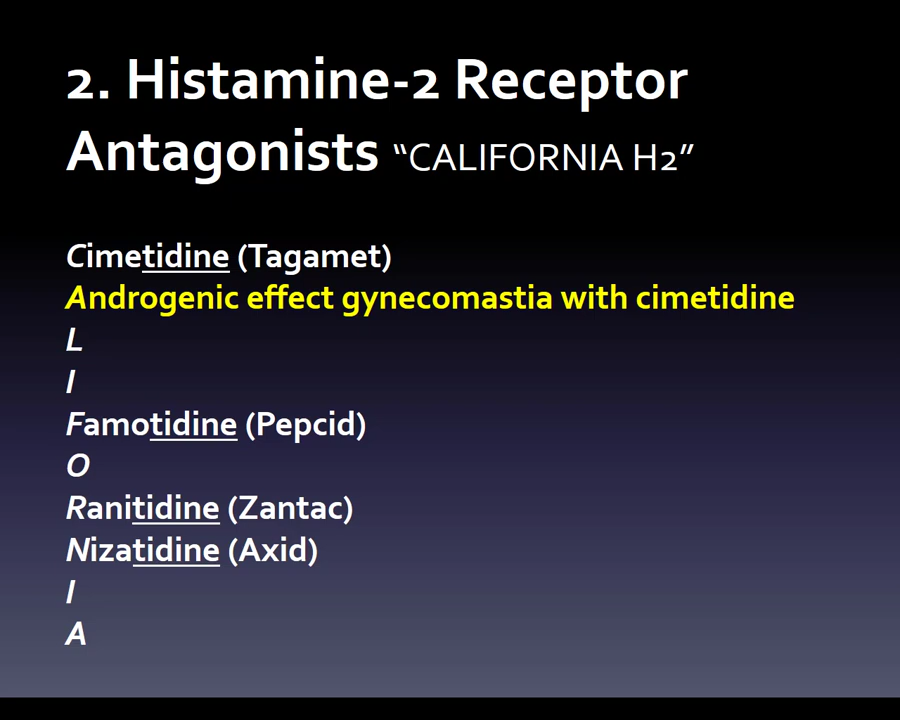 2. Histamine-2 Receptor
Antagonists “CALIFORNIA H2”
Cimetidine (Tagamet)
Androgenic effect gynecomastia with cimetidine
L
I
Famotidine (Pepcid)
O
Ranitidine (Zantac)
Nizatidine (Axid)
I
A